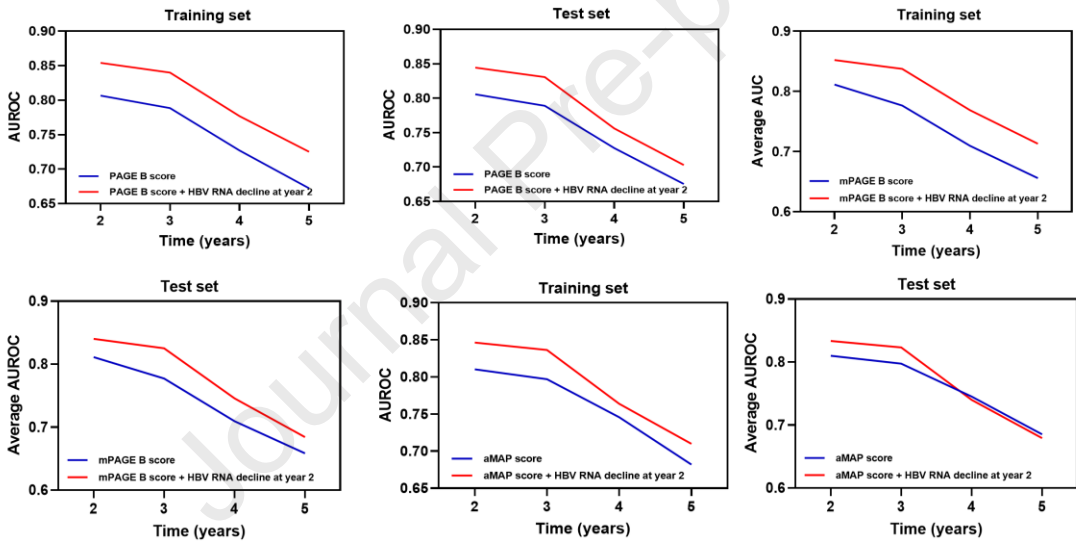 Training set
0.90
0.85
0.80
0.75
0.70
0.65
AUROC
PAGE B score
PAGE B score + HBV RNA decline at year 2
2 3 4 5
Time (years)
Test set
0.90
0.85
0.80
0.75
0.70
0.65
AUROC
PAGE B score
PAGE B score + HBV RNA decline at year 2
2 3 4 5
Time (years)
Training set
0.9
0.8
0.7
0.6
Average AUC
mPAGE B score
mPAGE B score + HBV RNA decline at year 2
2 3 4 5
Time (years)
Test set
0.9
0.8
0.7
0.6
Average AUROC
mPAGE B score
mPAGE B score + HBV RNA decline at year 2
2 3 4 5
Time (years)
Training set
0.90
0.85
0.80
0.75
0.70
0.65
AUROC
aMAP score
aMAP score + HBV RNA decline at year 2
2 3 4 5
Time (years)
Test set
0.9
0.8
0.7
0.6
Average AUROC
aMAP score
aMAP score + HBV RNA decline at year 2
2 3 4 5
Time (years)
Journal Pre-p